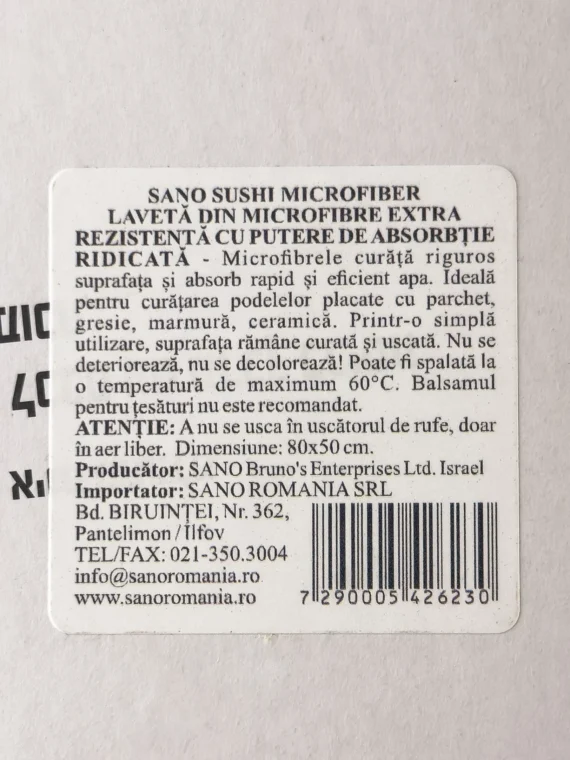 SANO SUSHI MICROFIBER
LAVETĂ DIN MICROFIBRE EXTRA
REZISTENTĂ CU PUTERE DE ABSORBȚIE
RIDICATĂ - Microfibrele curăță riguros
suprafața și absorb rapid și eficient apa. Ideală
pentru curățarea podelelor placate cu parchet,
gresie, marmură, ceramică. Printr-o simplă
utilizare, suprafața rămâne curată și uscată. Nu se
deteriorează, nu se decolorează! Poate fi spalată la
o temperatură de maximum 60°C. Balsamul
pentru țesături nu este recomandat.
ATENȚIE: A nu se usca în uscătorul de rufe, doar
în aer liber. Dimensiune: 80x50 cm.
Producător: SANO Bruno's Enterprises Ltd. Israel
Importator: SANO ROMANIA SRL
Bd. BIRUINȚEI, Nr. 362,
Pantelimon / Ilfov
TEL/FAX: 021-350.3004
info@sanoromania.ro
www.sanoromania.ro
7 290005 426230